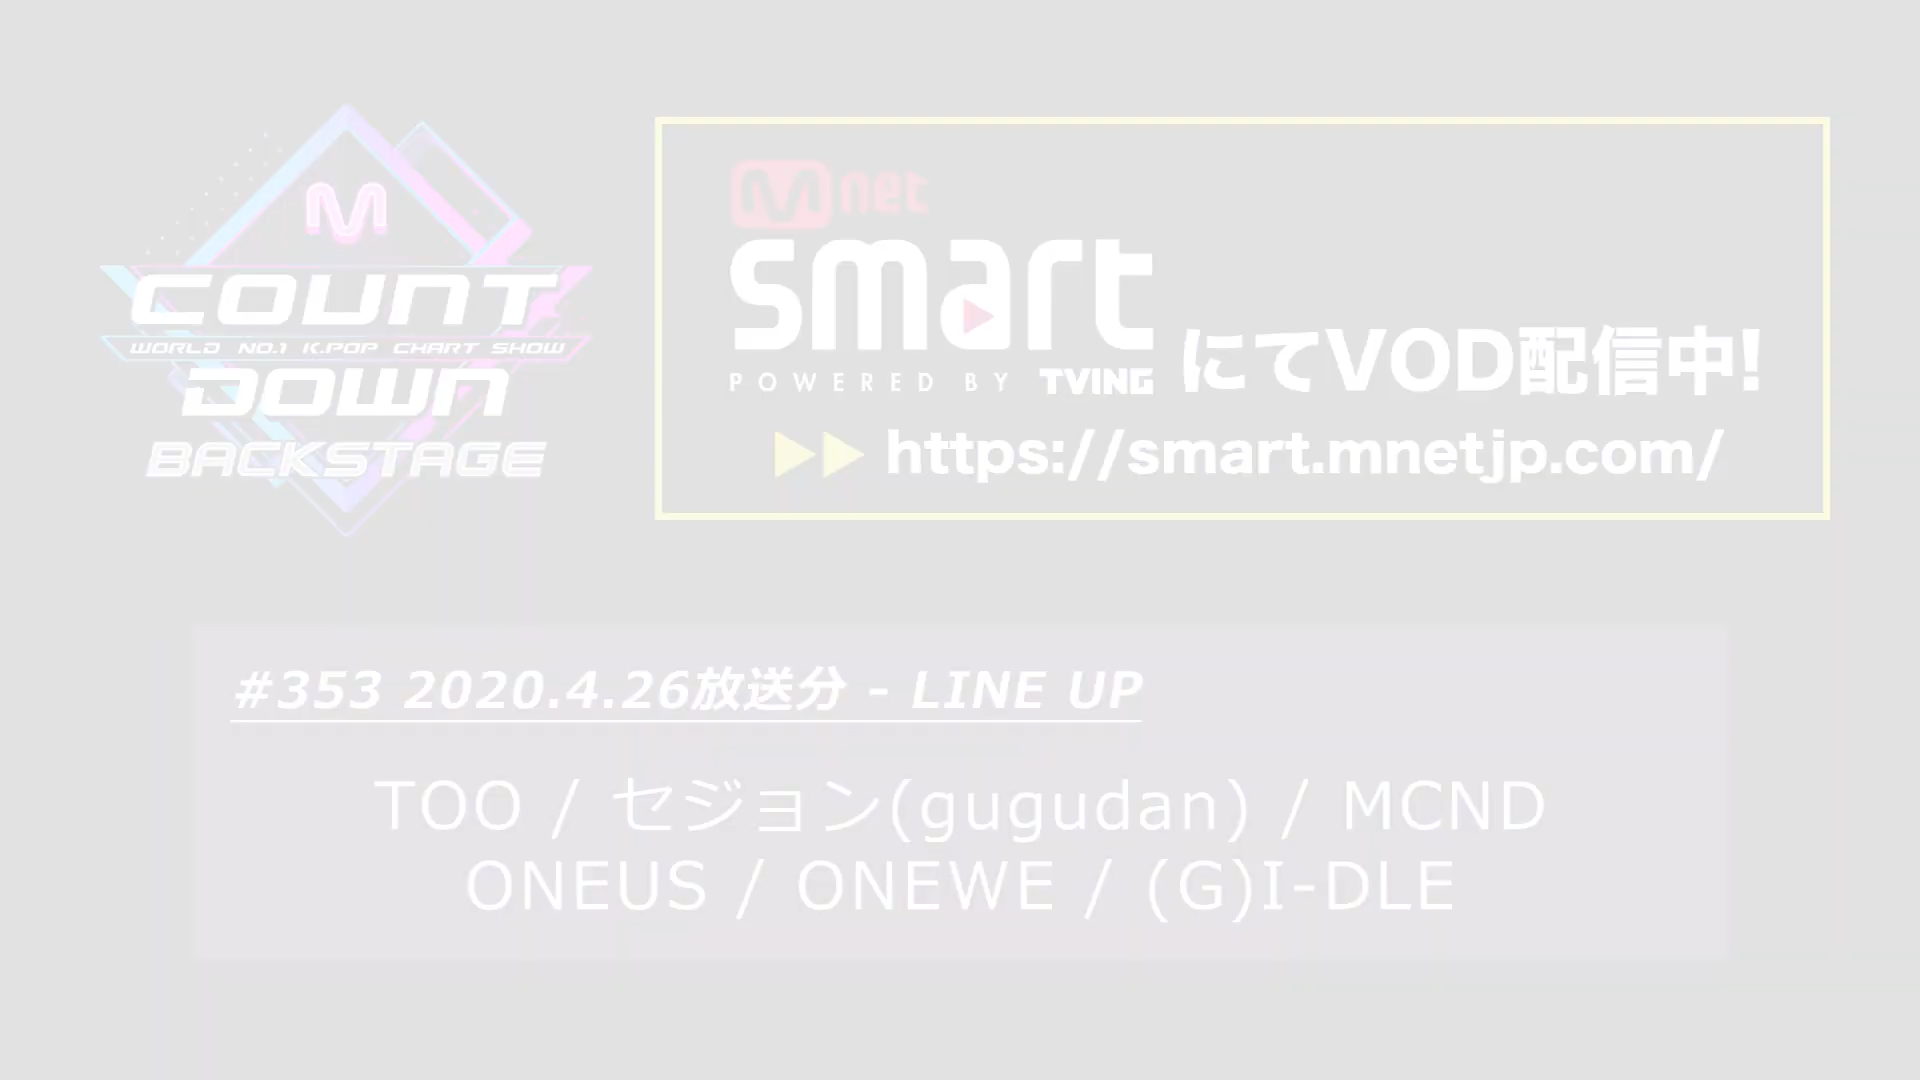 M
COUNT
WORLD NO.1 K.POP CHART SHOW
DOWN
BACKSTAGE
Mnet
smart
POWERED BY TVING にてVOD配信中!
https://smart.mnetjp.com/
#353 2020.4.26放送分 - LINE UP
TOO / セジョン(gugudan) / MCND
ONEUS / ONEWE / (G)I-DLE